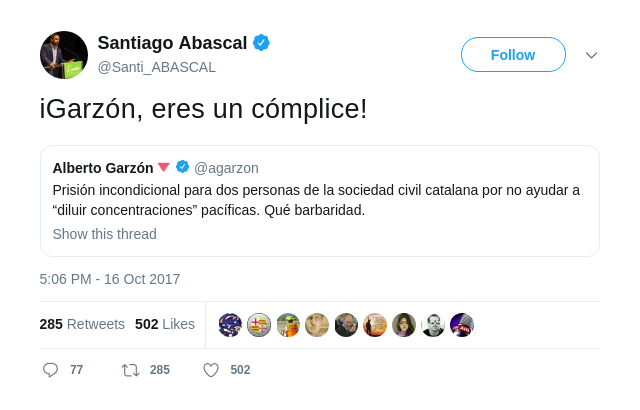 Santiago Abascal
@Santi_ABASCAL
Follow
¡Garzón, eres un cómplice!
Alberto Garzón @agarzon
Prisión incondicional para dos personas de la sociedad civil catalana por no ayudar a
“diluir concentraciones” pacíficas. Qué barbaridad.
Show this thread
5:06 PM - 16 Oct 2017
285 Retweets 502 Likes
77 285 502